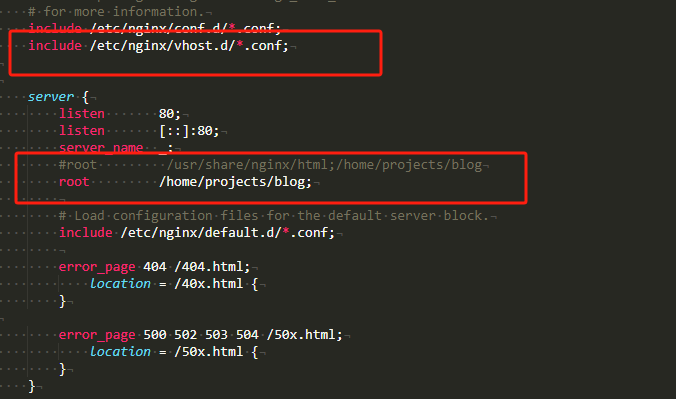 # for more information.
include /etc/nginx/conf.d/*.conf;
include /etc/nginx/vhost.d/*.conf;
server {
listen 80;
listen [::]:80;
server_name _;
#root /usr/share/nginx/html;/home/projects/blog
root /home/projects/blog;
# Load configuration files for the default server block.
include /etc/nginx/default.d/*.conf;
error_page 404 /404.html;
location = /40x.html {
}
error_page 500 502 503 504 /50x.html;
location = /50x.html {
}
}